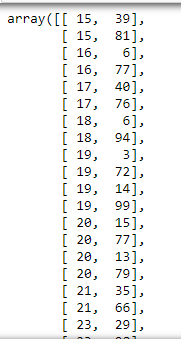 array([[ 15,  39],
       [ 15,  81],
       [ 16,   6],
       [ 16,  77],
       [ 17,  40],
       [ 17,  76],
       [ 18,   6],
       [ 18,  94],
       [ 19,   3],
       [ 19,  72],
       [ 19,  14],
       [ 19,  99],
       [ 20,  15],
       [ 20,  77],
       [ 20,  13],
       [ 20,  79],
       [ 21,  35],
       [ 21,  66],
       [ 23,  29],